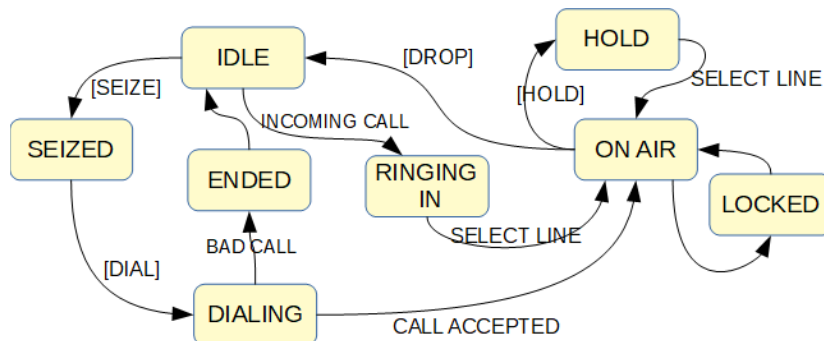 HOLD
IDLE
[DROP]
SELECT LINE
[SEIZE]
[HOLD]
INCOMING CALL
SEIZED
ENDED
RINGING
IN
ON AIR
LOCKED
SELECT LINE
BAD CALL
[DIAL]
DIALING
CALL ACCEPTED